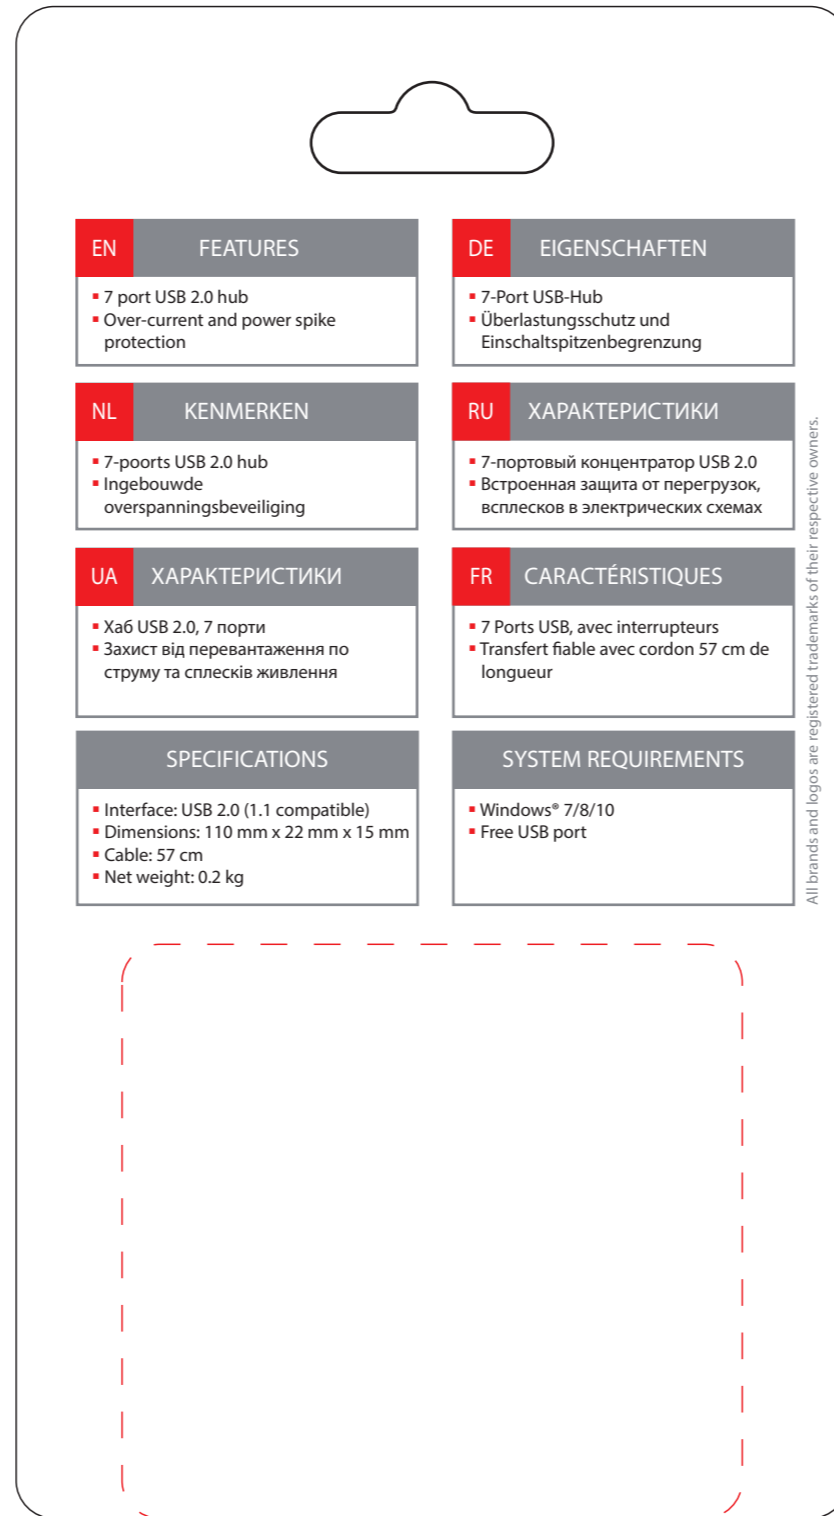 EN FEATURES
▪ 7 port USB 2.0 hub
▪ Over-current and power spike
protection
DE EIGENSCHAFTEN
▪ 7-Port USB-Hub
▪ Überlastungsschutz und
Einschaltspitzenbegrenzung
NL KENMERKEN
▪ 7-poorts USB 2.0 hub
▪ Ingebouwde
overspanningsbeveiliging
RU ХАРАКТЕРИСТИКИ
▪ 7-портовый концентратор USB 2.0
▪ Встроенная защита от перегрузок,
всплесков в электрических схемах
UA ХАРАКТЕРИСТИКИ
▪ Хаб USB 2.0, 7 порти
▪ Захист від перевантаження по
струму та сплесків живлення
FR CARACTÉRISTIQUES
▪ 7 Ports USB, avec interrupteurs
▪ Transfert fiable avec cordon 57 cm de
longueur
SPECIFICATIONS
▪ Interface: USB 2.0 (1.1 compatible)
▪ Dimensions: 110 mm x 22 mm x 15 mm
▪ Cable: 57 cm
▪ Net weight: 0.2 kg
SYSTEM REQUIREMENTS
▪ Windows® 7/8/10
▪ Free USB port
All brands and logos are registered trademarks of their respective owners.